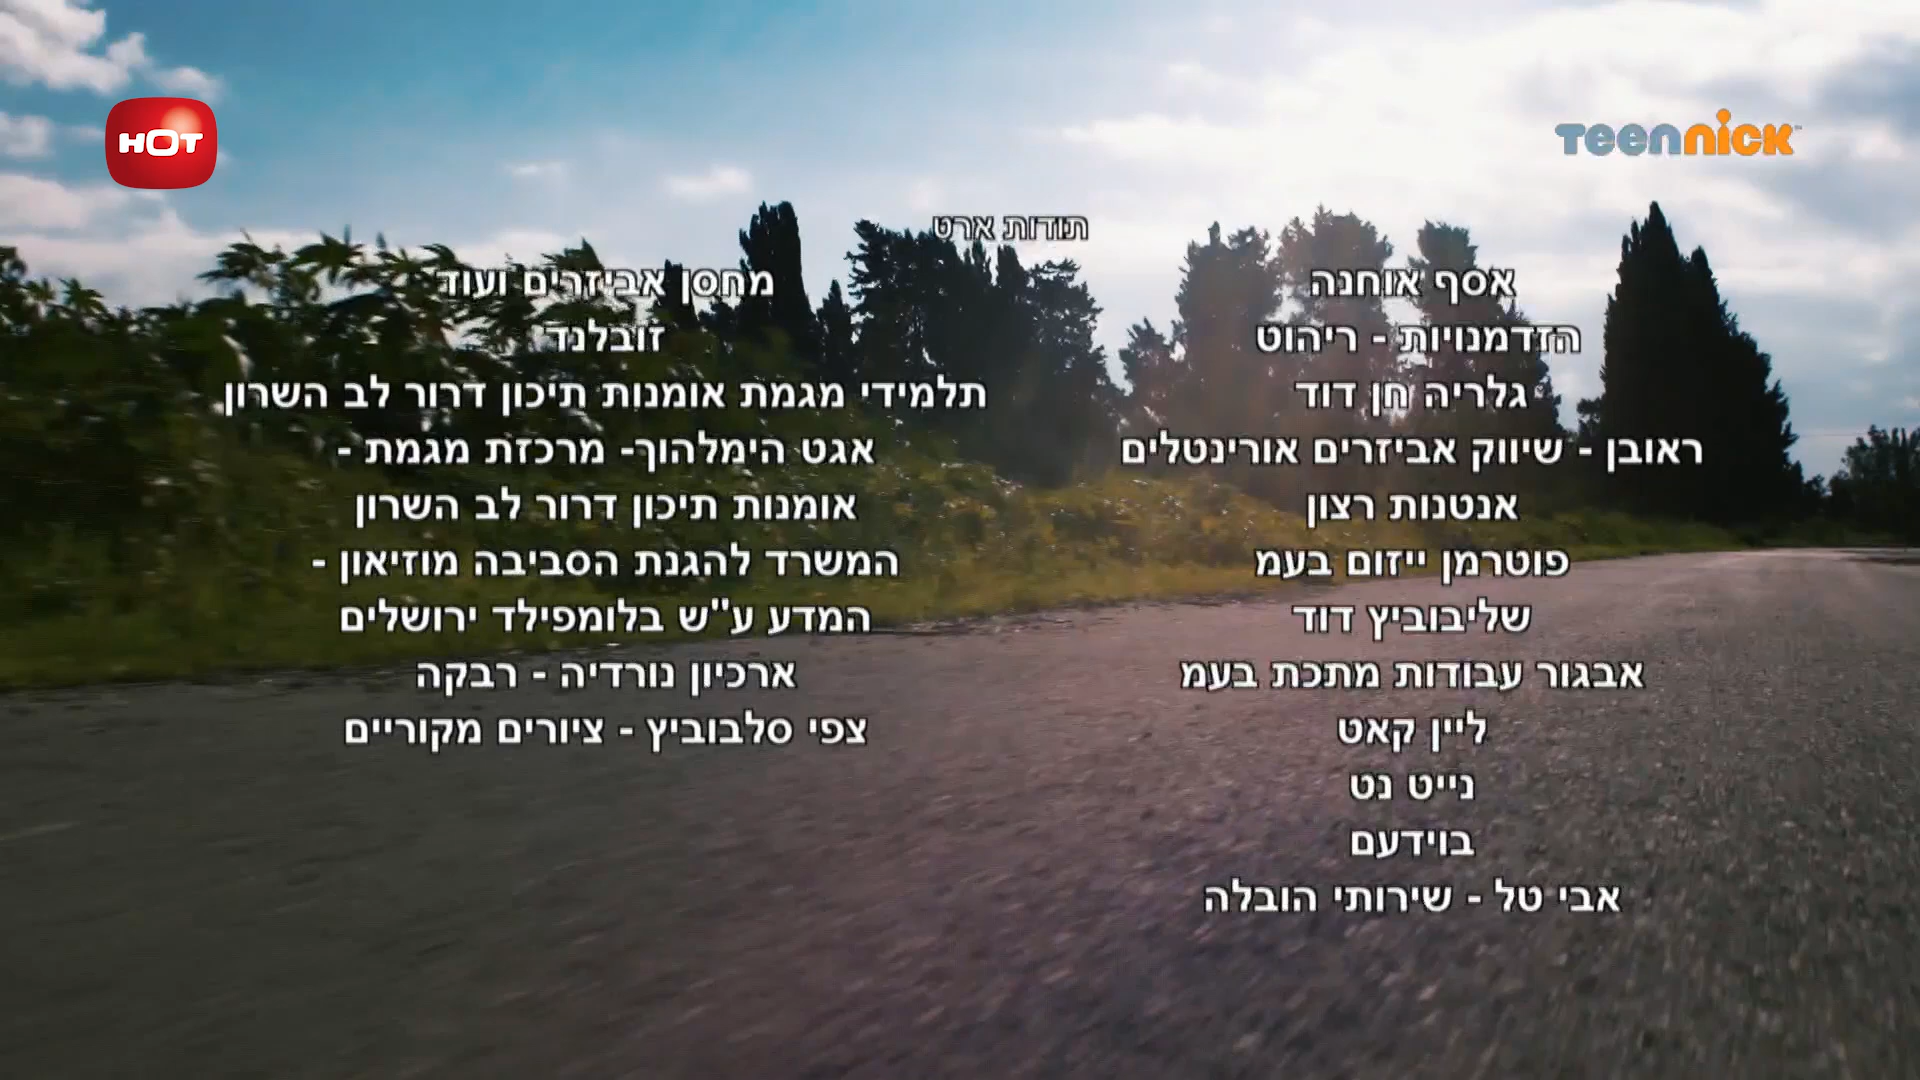 HOT
TEENNICK
תודות ארט
אסף אוחנה
הזדמנויות - ריהוט
גלריה חן דוד
ראובן - שיווק אביזרים אורינטלים
אנטנות רצון
פוטרמן ייזום בעמ
שליבוביץ דוד
אבגור עבודות מתכת בעמ
ליין קאט
נייט נט
בוידעם
אבי טל - שירותי הובלה
מחסן אביזרים ועוד
זובלנד
תלמידי מגמת אומנות תיכון דרור לב השרון
אגט הימלהוך- מרכזת מגמת -
אומנות תיכון דרור לב השרון
המשרד להגנת הסביבה מוזיאון -
המדע ע"ש בלומפילד ירושלים
ארכיון נורדיה - רבקה
צפי סלבוביץ - ציורים מקוריים